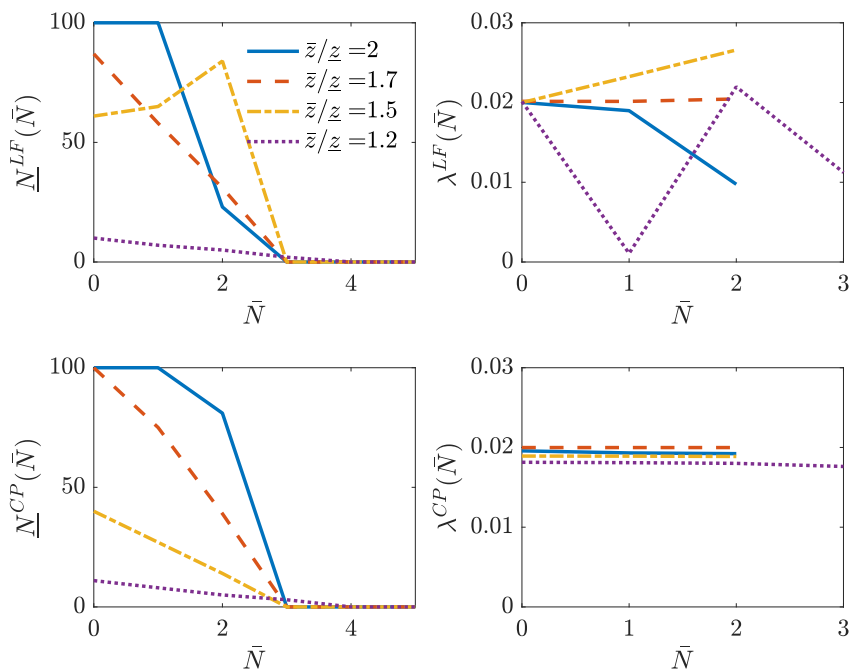 100
50
0
0 2 4
N̄
N̲^{LF}(N̄)
z̄/z̲ =2
z̄/z̲ =1.7
z̄/z̲ =1.5
z̄/z̲ =1.2
0.03
0.02
0.01
0
0 1 2 3
N̄
λ^{LF}(N̄)
100
50
0
0 2 4
N̄
N̲^{CP}(N̄)
0.03
0.02
0.01
0
0 1 2 3
N̄
λ^{CP}(N̄)